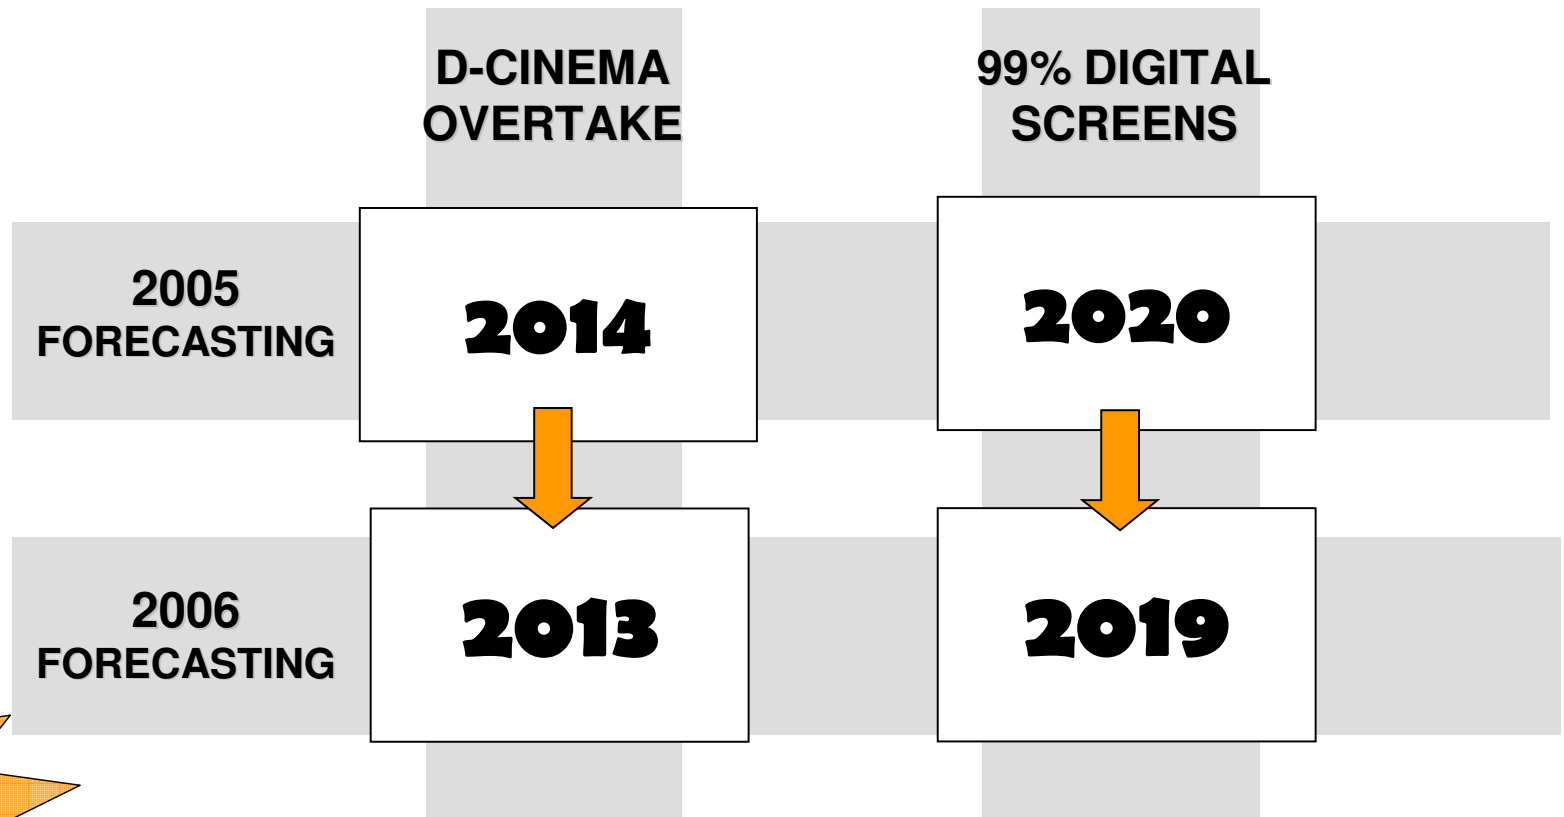 D-CINEMA
OVERTAKE
99% DIGITAL
SCREENS
2005
FORECASTING
2014
2020
2006
FORECASTING
2013
2019